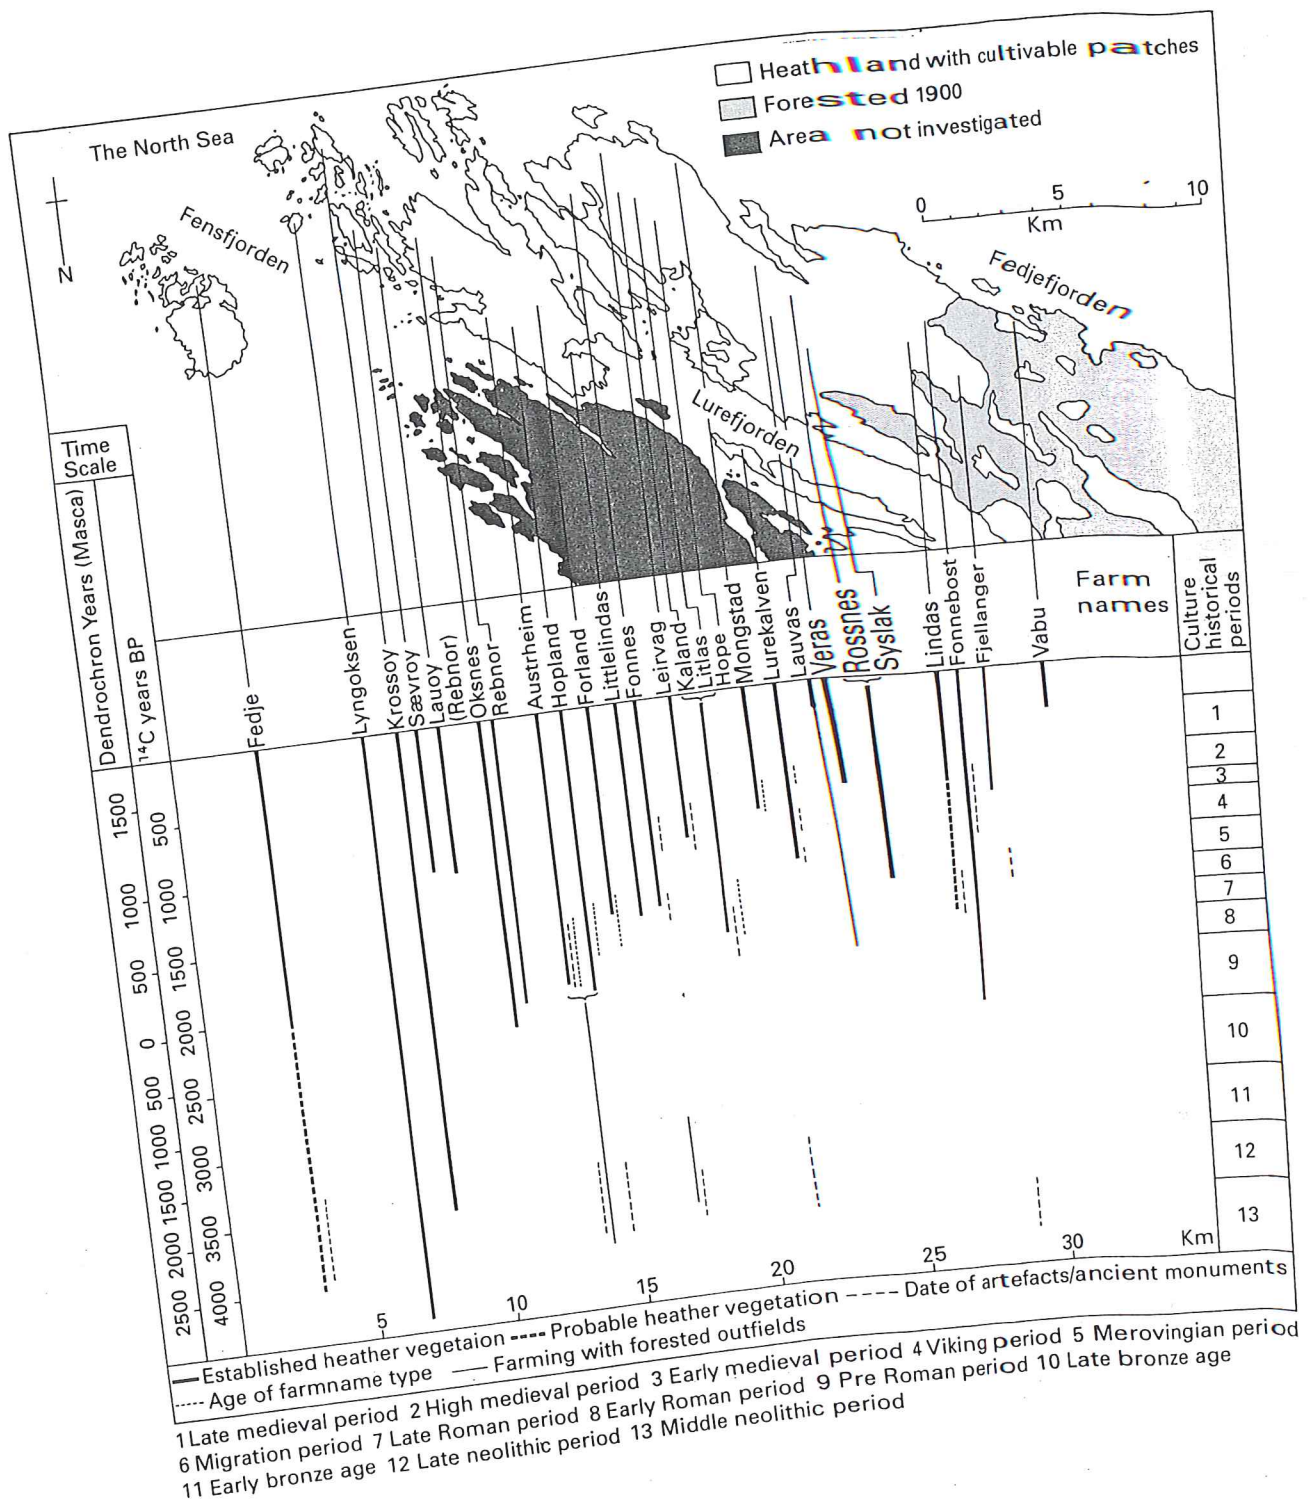 Heathland with cultivable patches
Forested 1900
Area not investigated
The North Sea
Fensfjorden
N
0 5 10
Km
Fedjefjorden
Lurefjorden
Time
Scale
Dendrochron Years (Masca)
¹⁴C years BP
Farm
names
Culture
historical
periods
Fedje
Lyngoksen
Krossoy
Sævroy
Lauoy
(Rebnor)
Oksnes
Rebnor
Austrheim
Hopland
Forland
Littlelindas
Fonnes
Leirvag
Kaland
Litlas
Hope
Mongstad
Lurekalven
Lauvas
Veras
Rossnes
Syslak
Lindas
Fonnebost
Fjellanger
Vabu
1500 1000 500 0 500 1000 1500 2000 2500
500 1000 1500 2000 2500 3000 3500 4000
1
2
3
4
5
6
7
8
9
10
11
12
13
5 10 15 20 25 30 Km
Established heather vegetaion Probable heather vegetation Date of artefacts/ancient monuments
Age of farmname type Farming with forested outfields
1 Late medieval period 2 High medieval period 3 Early medieval period 4 Viking period 5 Merovingian period
6 Migration period 7 Late Roman period 8 Early Roman period 9 Pre Roman period 10 Late bronze age
11 Early bronze age 12 Late neolithic period 13 Middle neolithic period